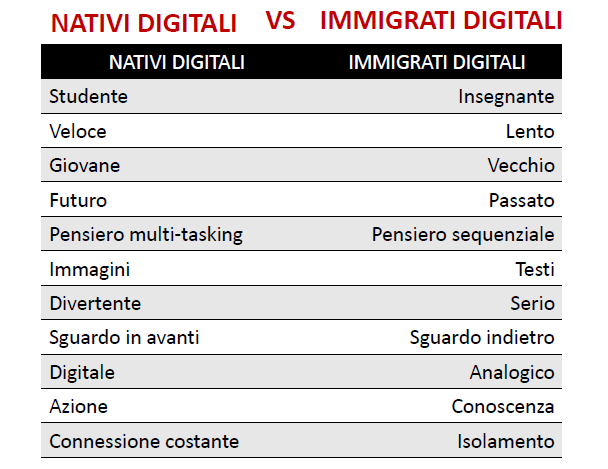 NATIVI DIGITALI VS IMMIGRATI DIGITALI
NATIVI DIGITALI IMMIGRATI DIGITALI
Studente Insegnante
Veloce Lento
Giovane Vecchio
Futuro Passato
Pensiero multi-tasking Pensiero sequenziale
Immagini Testi
Divertente Serio
Sguardo in avanti Sguardo indietro
Digitale Analogico
Azione Conoscenza
Connessione costante Isolamento